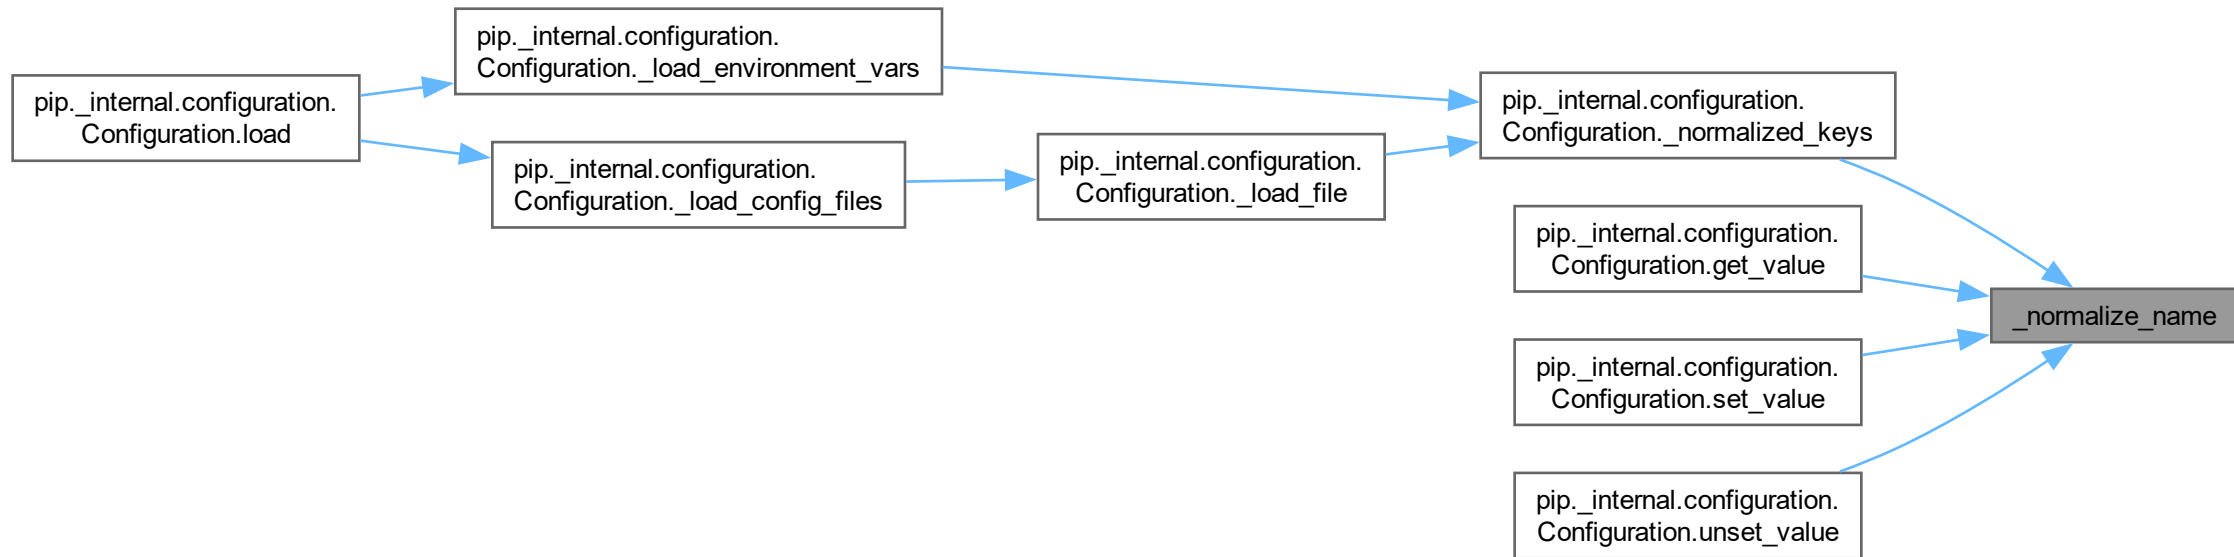 pip._internal.configuration.
Configuration.load
pip._internal.configuration.
Configuration._load_environment_vars
pip._internal.configuration.
Configuration._load_config_files
pip._internal.configuration.
Configuration._load_file
pip._internal.configuration.
Configuration._normalized_keys
pip._internal.configuration.
Configuration.get_value
pip._internal.configuration.
Configuration.set_value
pip._internal.configuration.
Configuration.unset_value
_normalize_name